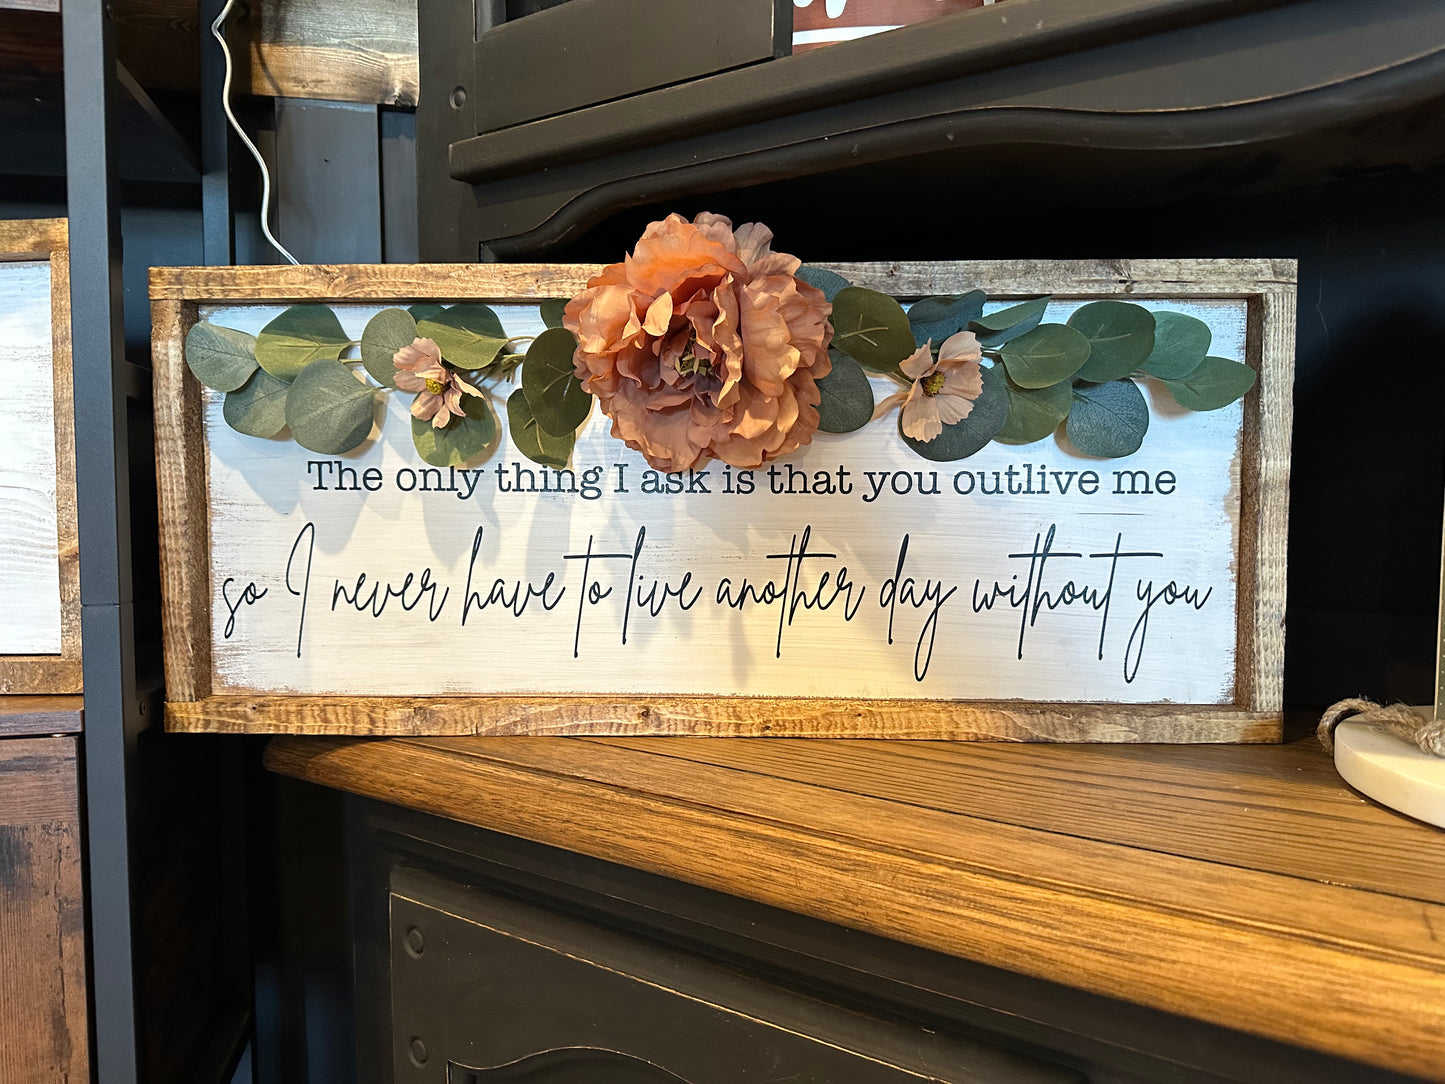 The only thing I ask is that you outlive me
so I never have to live another day without you